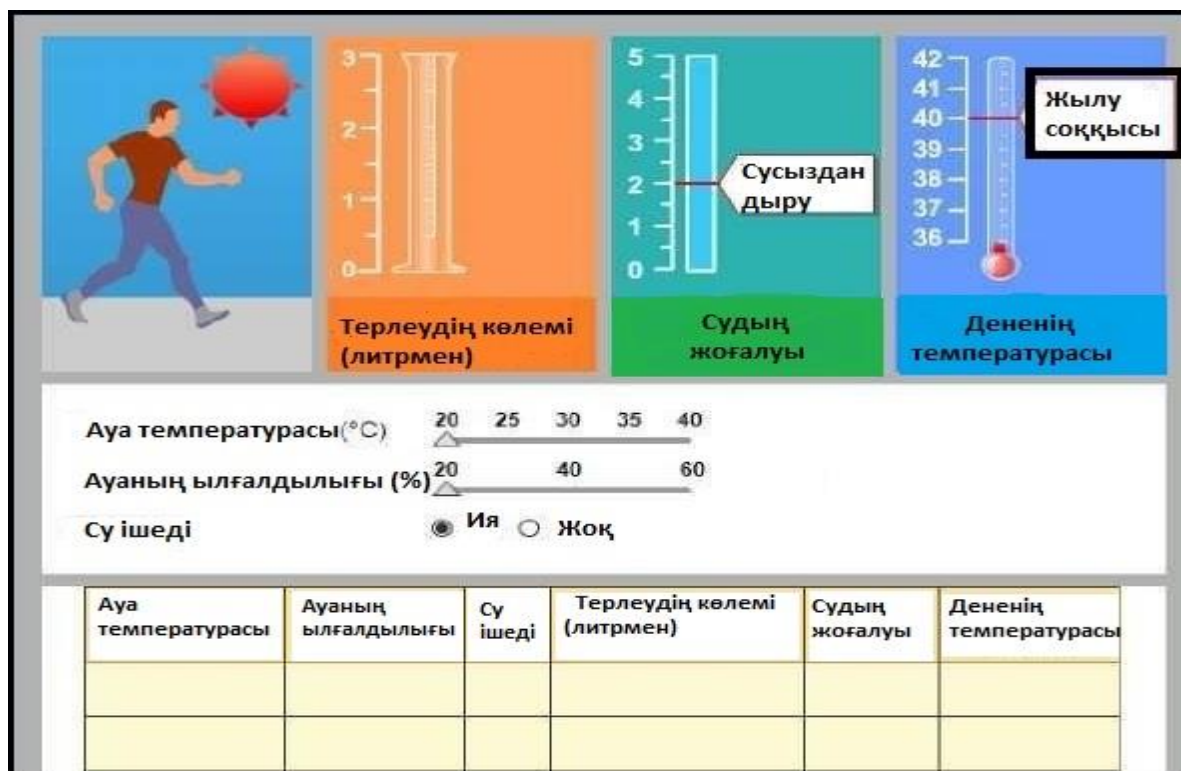 3
2
1
0
Терлеудің көлемі
(литрмен)
5
4
3
2
1
0
Сусыздан
дыру
Судың
жоғалуы
42
41
40
39
38
37
36
Жылу
соққысы
Дененің
температурасы
Ауа температурасы(°C) 20 25 30 35 40
Ауаның ылғалдылығы (%) 20 40 60
Су ішеді Ия Жоқ
Ауа
температурасы
Ауаның
ылғалдылығы
Су
ішеді
Терлеудің көлемі
(литрмен)
Судың
жоғалуы
Дененің
температурасы